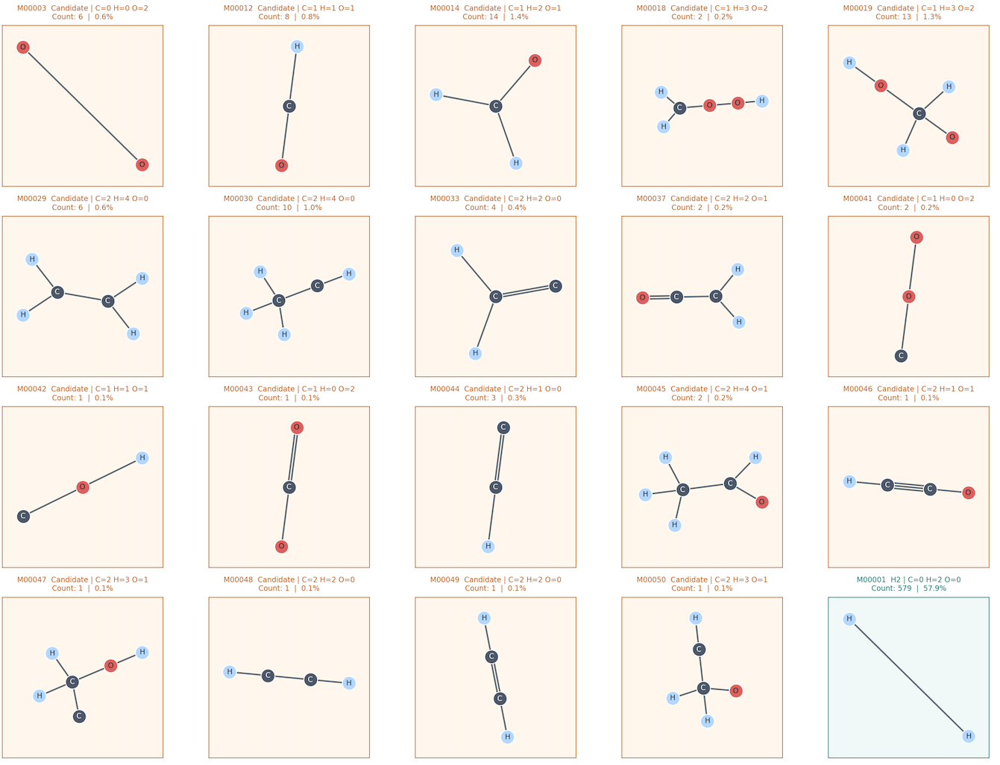 M00003  Candidate | C=0 H=0 O=2
Count: 6  |  0.6%
O
O
M00012  Candidate | C=1 H=1 O=1
Count: 8  |  0.8%
H
C
O
M00014  Candidate | C=1 H=2 O=1
Count: 14  |  1.4%
O
H
C
H
M00018  Candidate | C=1 H=3 O=2
Count: 2  |  0.2%
H
C
O
O
H
H
M00019  Candidate | C=1 H=3 O=2
Count: 13  |  1.3%
H
O
H
C
O
H
M00029  Candidate | C=2 H=4 O=0
Count: 6  |  0.6%
H
H
C
C
H
H
M00030  Candidate | C=2 H=4 O=0
Count: 10  |  1.0%
H
H
C
C
H
H
M00033  Candidate | C=2 H=2 O=0
Count: 4  |  0.4%
H
C
C
H
M00037  Candidate | C=2 H=2 O=1
Count: 2  |  0.2%
H
O
C
C
H
M00041  Candidate | C=1 H=0 O=2
Count: 2  |  0.2%
O
O
C
M00042  Candidate | C=1 H=1 O=1
Count: 1  |  0.1%
H
O
C
M00043  Candidate | C=1 H=0 O=2
Count: 1  |  0.1%
O
C
O
M00044  Candidate | C=2 H=1 O=0
Count: 3  |  0.3%
C
C
H
M00045  Candidate | C=2 H=4 O=1
Count: 2  |  0.2%
H
H
C
C
H
O
H
M00046  Candidate | C=2 H=1 O=1
Count: 1  |  0.1%
H
C
C
O
M00047  Candidate | C=2 H=3 O=1
Count: 1  |  0.1%
H
H
O
C
H
C
M00048  Candidate | C=2 H=2 O=0
Count: 1  |  0.1%
H
C
C
H
M00049  Candidate | C=2 H=2 O=0
Count: 1  |  0.1%
H
C
C
H
M00050  Candidate | C=2 H=3 O=1
Count: 1  |  0.1%
H
C
C
O
H
H
M00001  H2 | C=0 H=2 O=0
Count: 579  |  57.9%
H
H